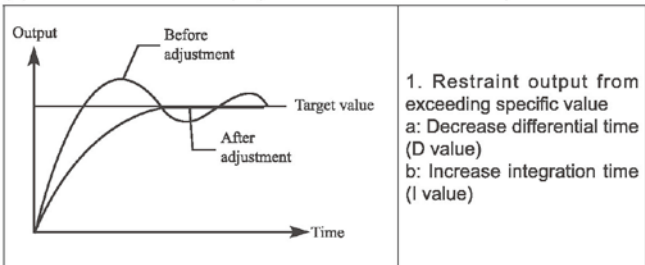 Output
Before
adjustment
Target value
After
adjustment
Time
1. Restraint output from
exceeding specific value
a: Decrease differential time
(D value)
b: Increase integration time
(I value)